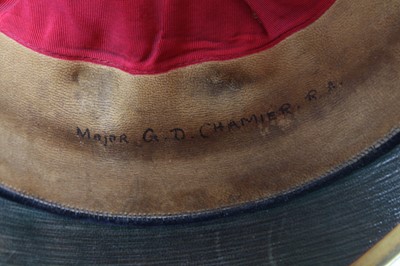 Major G. D. CHAMIER. R.A.